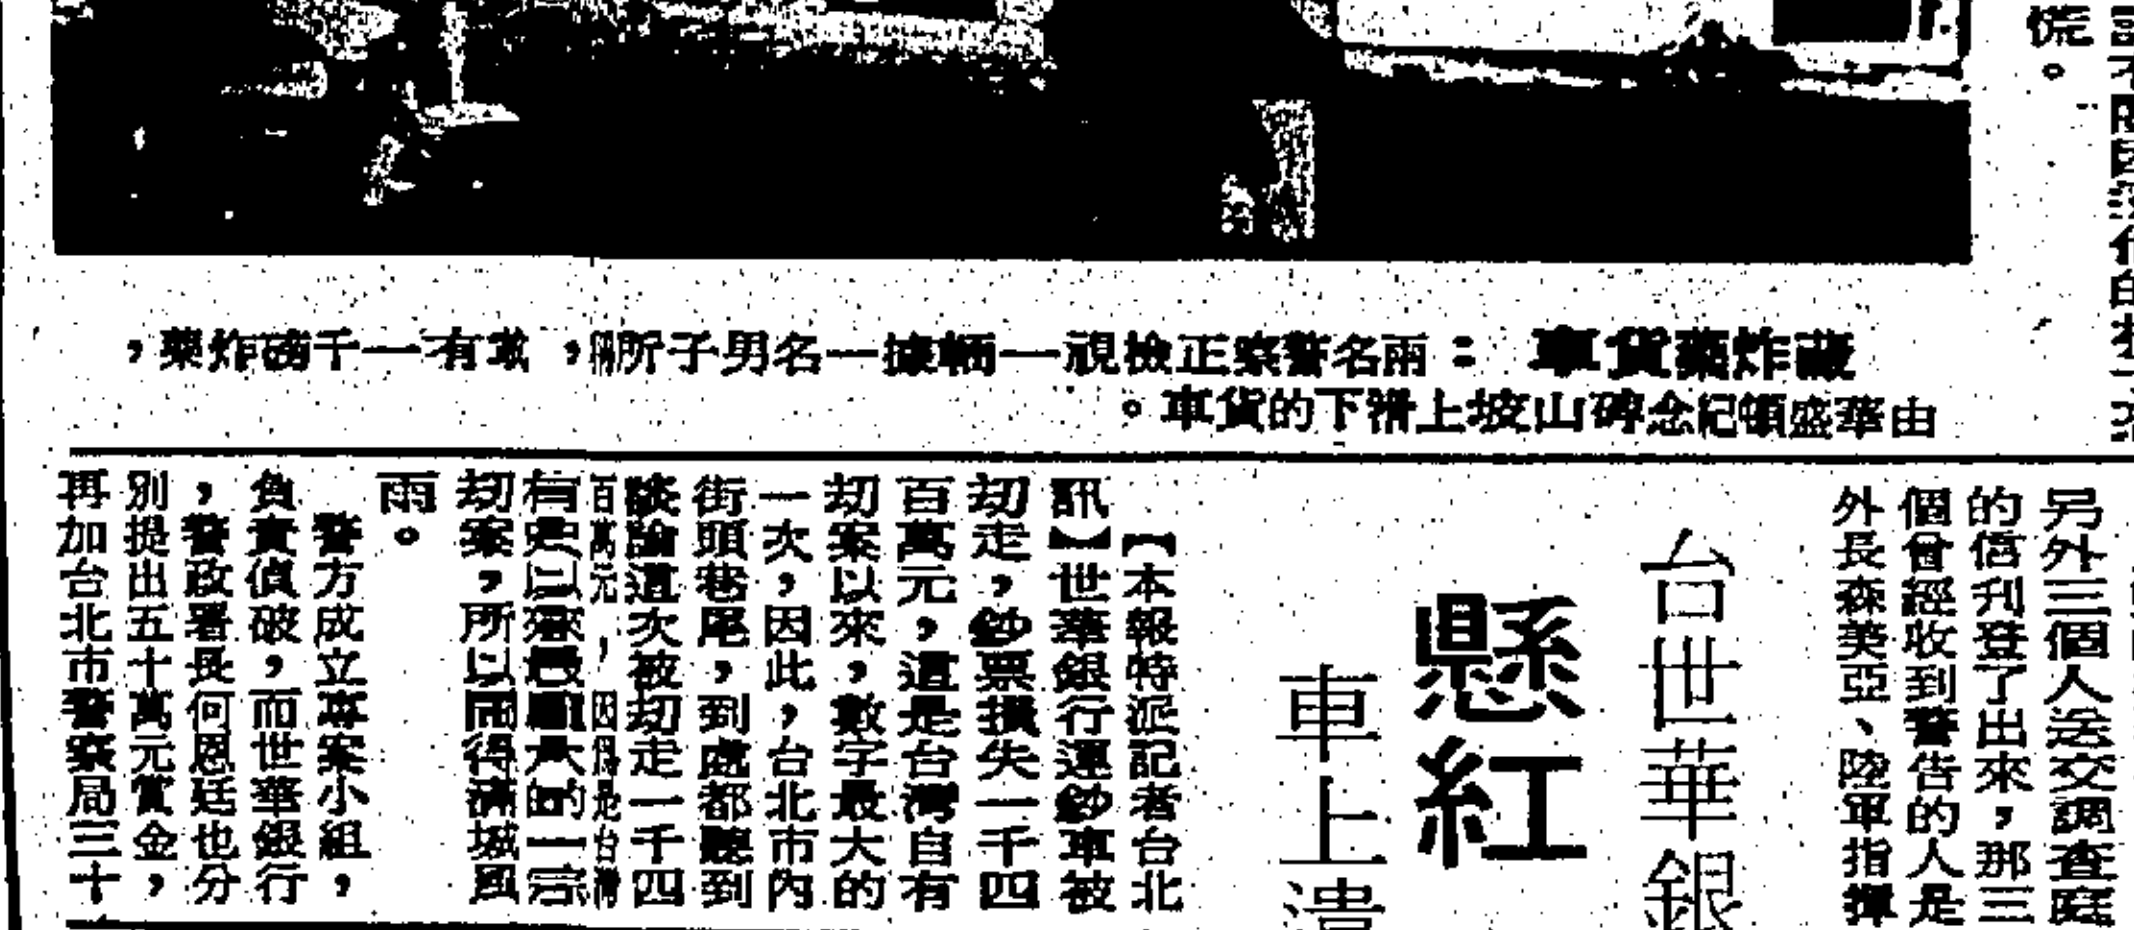 慌。
藏炸藥貨車：兩名警察正檢視一輛據一名男子所稱，載有一千磅炸藥，
由華盛頓紀念碑山坡上滑下的貨車。
另外三個人送交調查庭
的信刋登了出來，那三
個曾經收到警告的人是
外長森美亞、陸軍指揮
台世華銀
懸紅
車上遺
【本報特派記者台北
訊】世華銀行運鈔車被
刧走，鈔票損失一千四
百萬元，這是台灣自有
刧案以來，數字最大的
一次，因此，台北市內
街頭巷尾，到處都聽到
談論這次被刧走一千四
百萬元，因爲是台灣
有史以來最大的一宗
刧案，所以鬧得滿城風
雨。
警方成立專案小組，
負責偵破，而世華銀行
，警政署長何恩廷也分
別提出五十萬元賞金，
再加台北市警察局三十